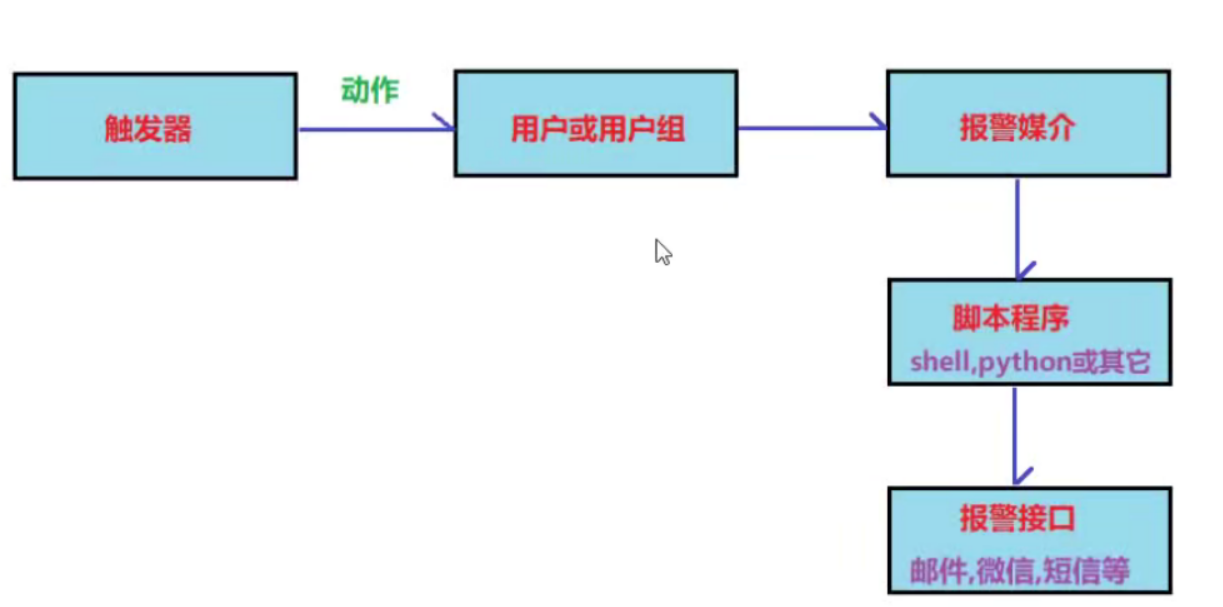 动作
触发器
用户或用户组
报警媒介
脚本程序
shell,python或其它
报警接口
邮件,微信,短信等